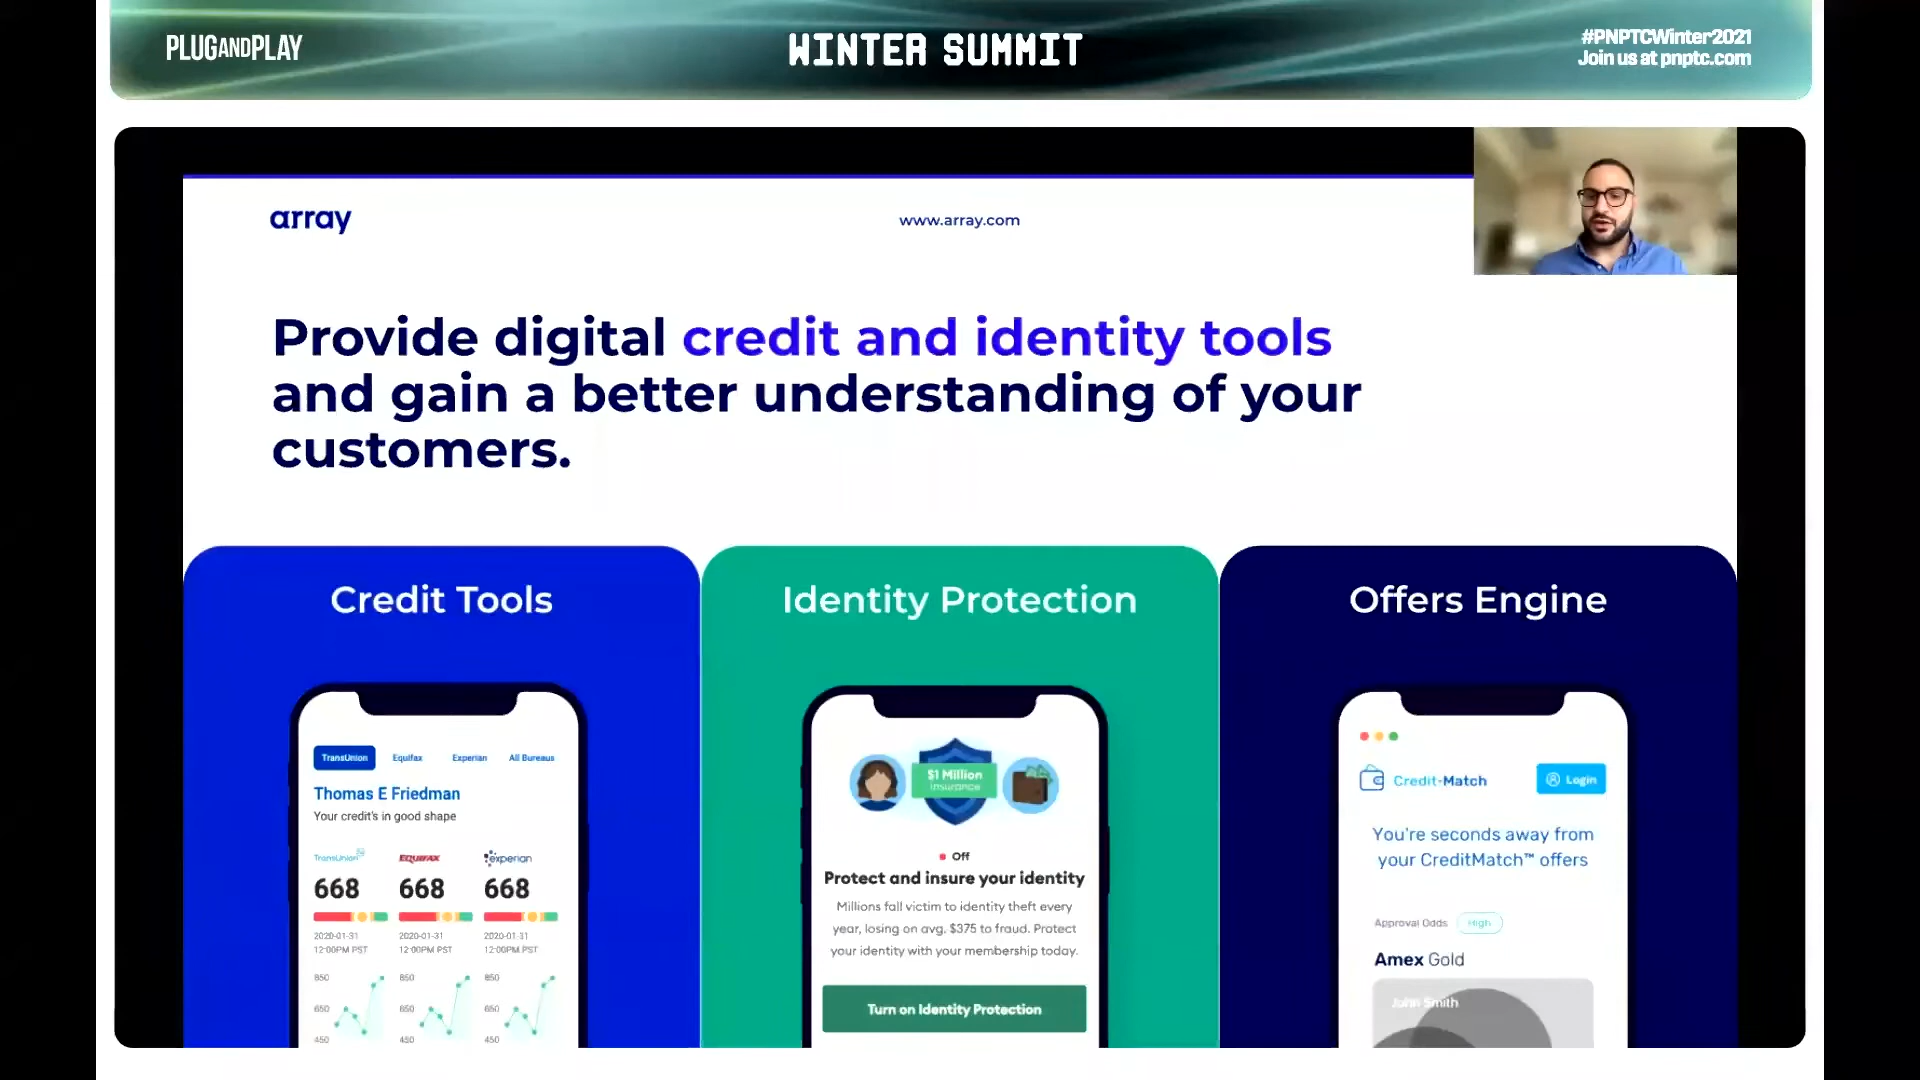 PLUGANDPLAY
WINTER SUMMIT
#PNPTCWinter2021
Join us at pnptc.com
array
www.array.com
Provide digital credit and identity tools
and gain a better understanding of your
customers.
Credit Tools
TransUnion Equifax Experian All Bureaus
Thomas E Friedman
Your credit's in good shape
TransUnion EQUIFAX experian
668 668 668
2020-01-31 2020-01-31 2020-01-31
12:00PM PST 12:00PM PST 12:00PM PST
850 850 850
650 650 650
450 450 450
Identity Protection
$1 Million
Insurance
Off
Protect and insure your identity
Millions fall victim to identity theft every
year, losing on avg. $375 to fraud. Protect
your identity with your membership today.
Turn on Identity Protection
Offers Engine
Credit-Match Login
You're seconds away from
your CreditMatch™ offers
Approval Odds High
Amex Gold
John Smith